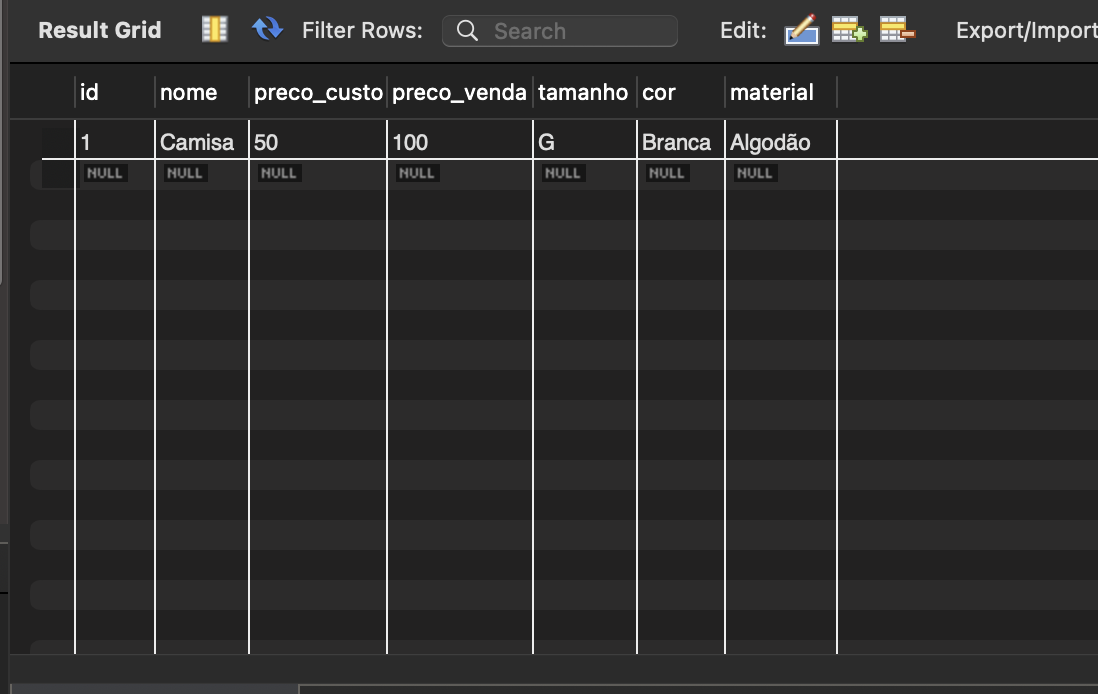 Result Grid Filter Rows: Search Edit: Export/Import
id nome preco_custo preco_venda tamanho cor material
1 Camisa 50 100 G Branca Algodão
NULL NULL NULL NULL NULL NULL NULL